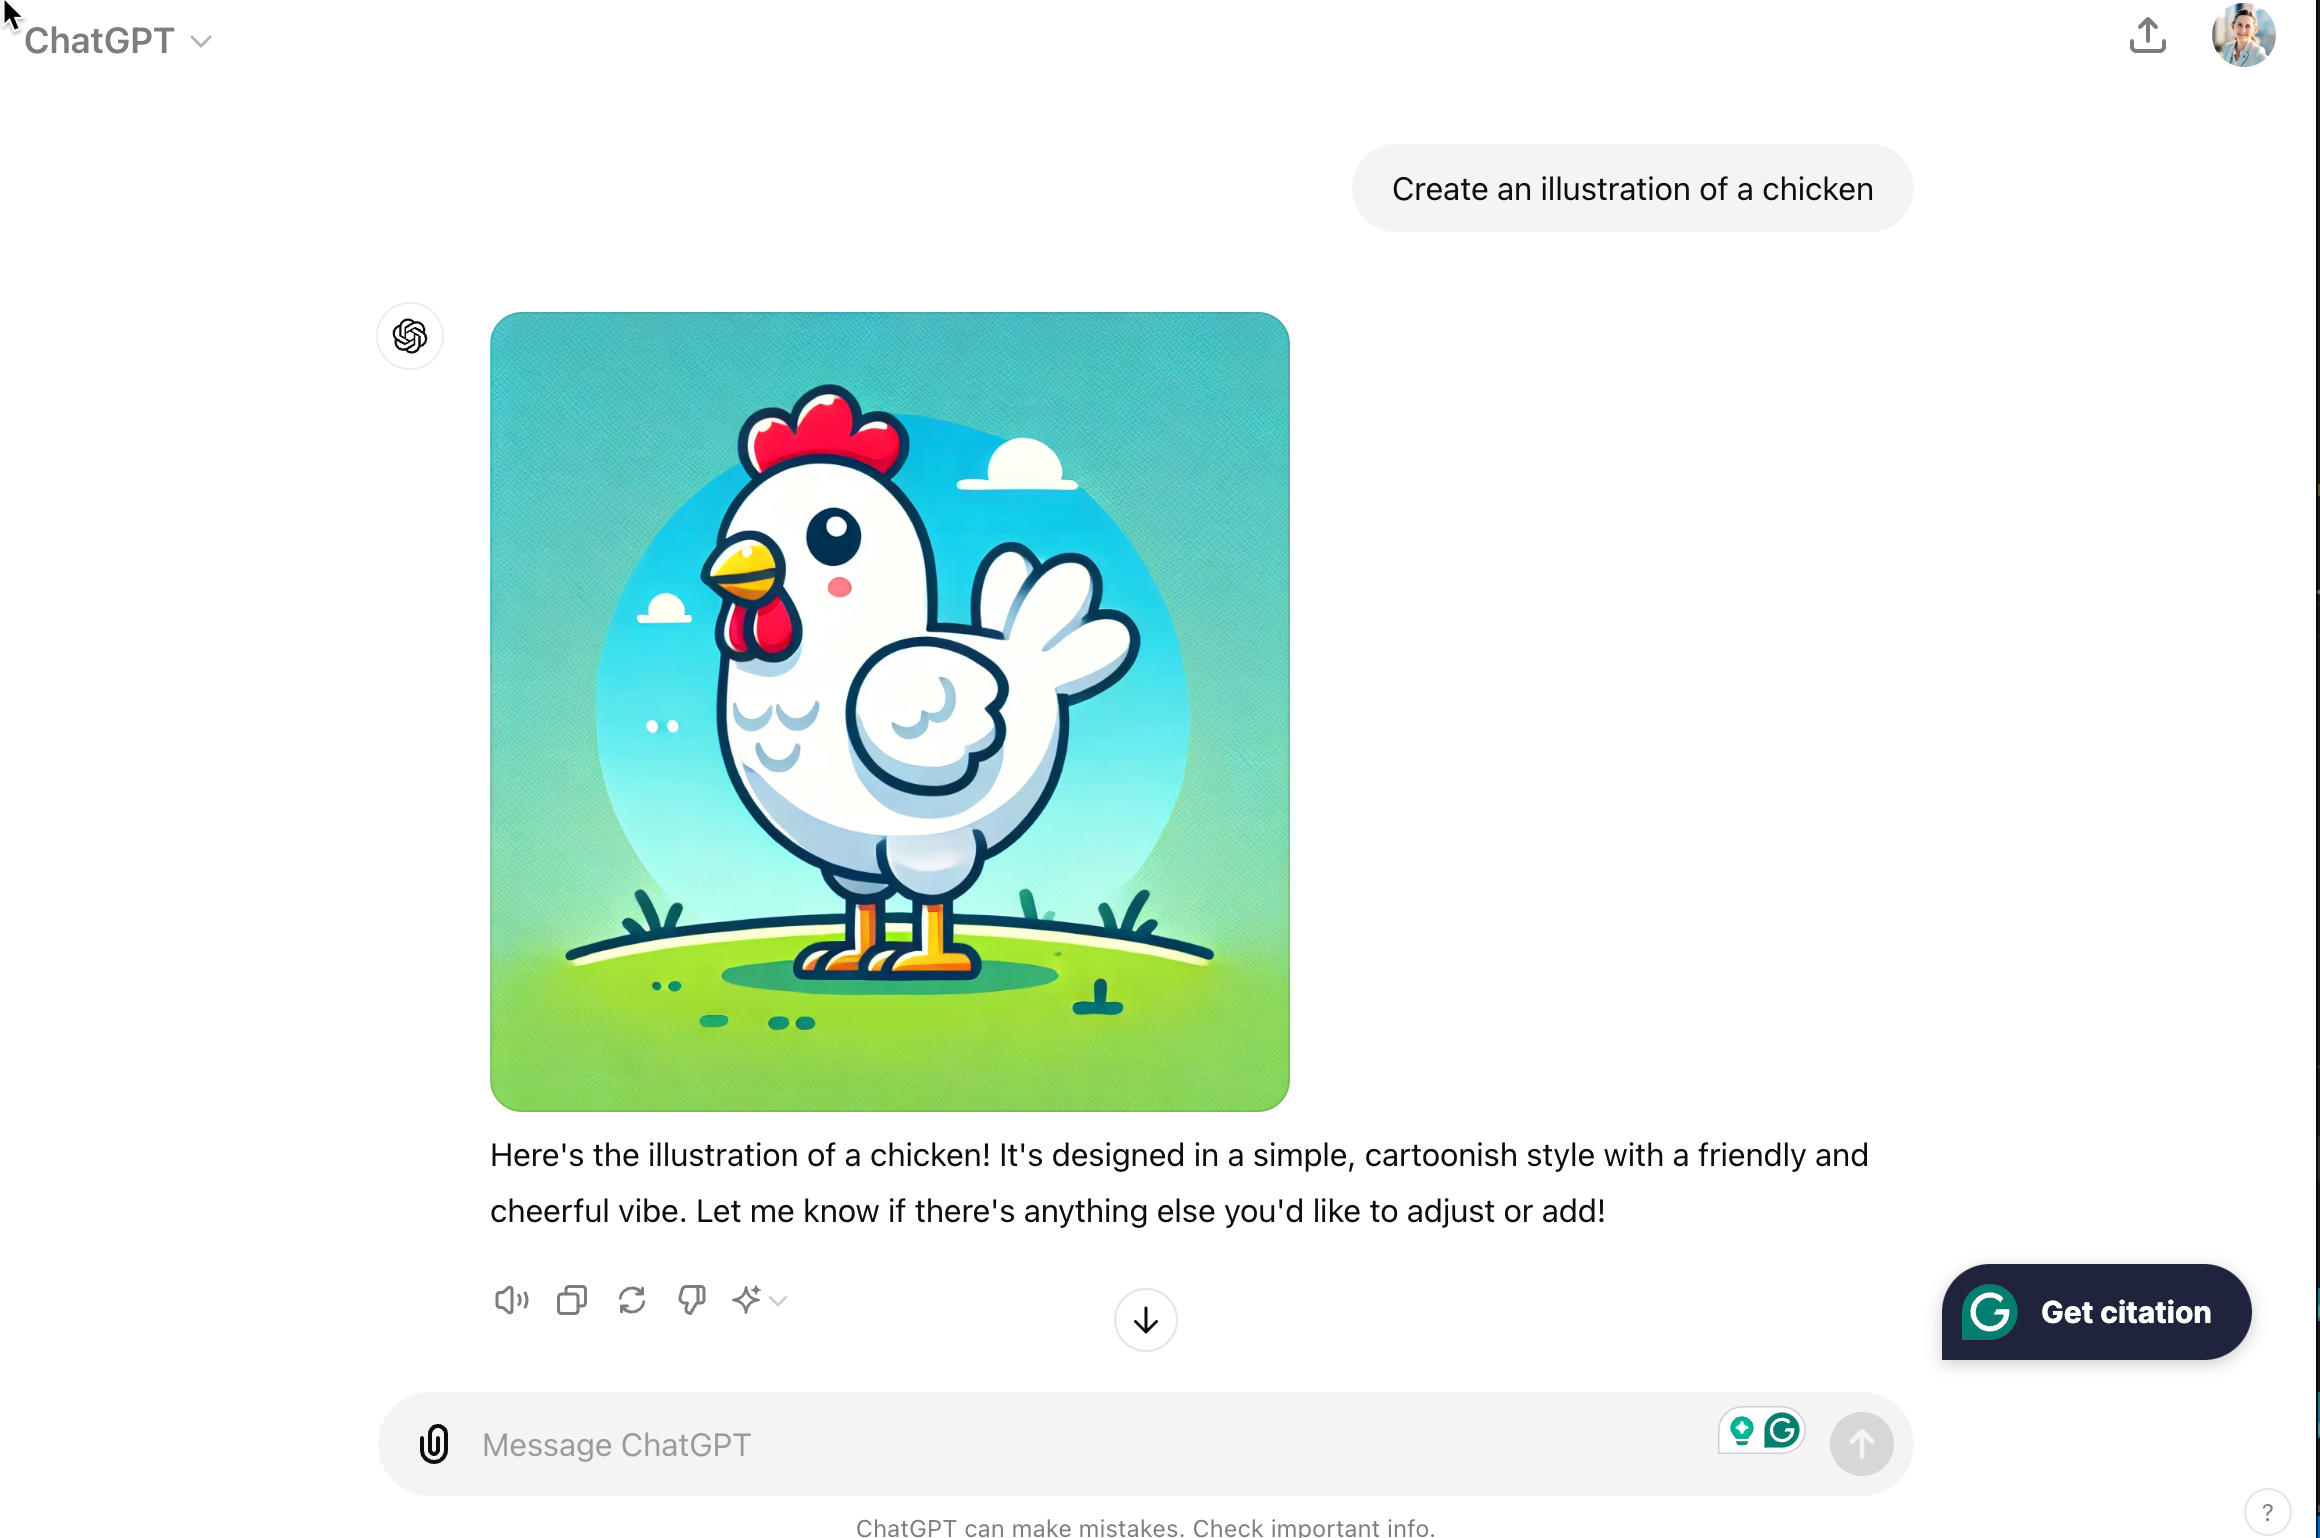 ChatGPT
Create an illustration of a chicken
Here's the illustration of a chicken! It's designed in a simple, cartoonish style with a friendly and
cheerful vibe. Let me know if there's anything else you'd like to adjust or add!
Get citation
Message ChatGPT
ChatGPT can make mistakes. Check important info.
?